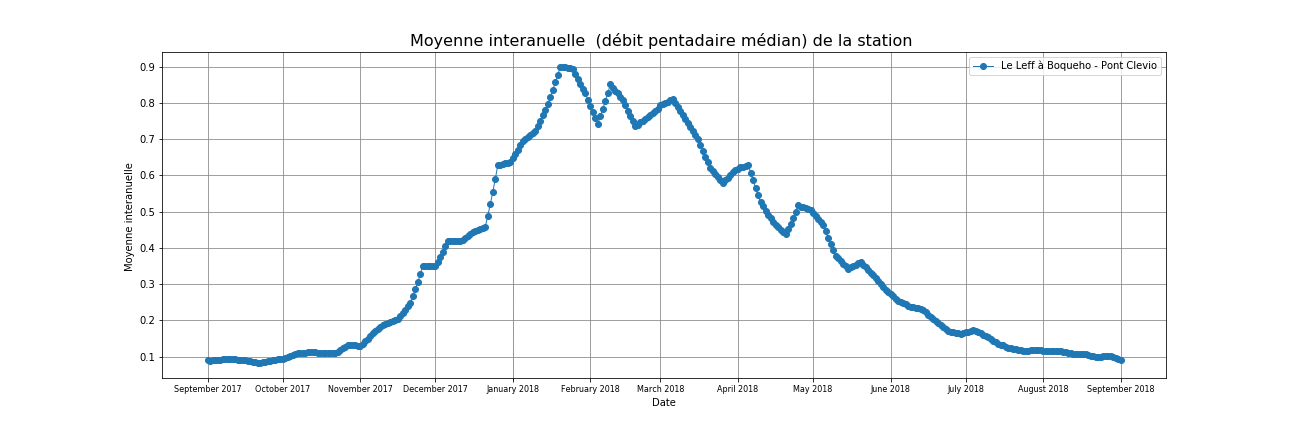 Moyenne interanuelle  (débit pentadaire médian) de la station
Le Leff à Boqueho - Pont Clevio
Moyenne interanuelle
0.9
0.8
0.7
0.6
0.5
0.4
0.3
0.2
0.1
September 2017 October 2017 November 2017 December 2017 January 2018 February 2018 March 2018 April 2018 May 2018 June 2018 July 2018 August 2018 September 2018
Date